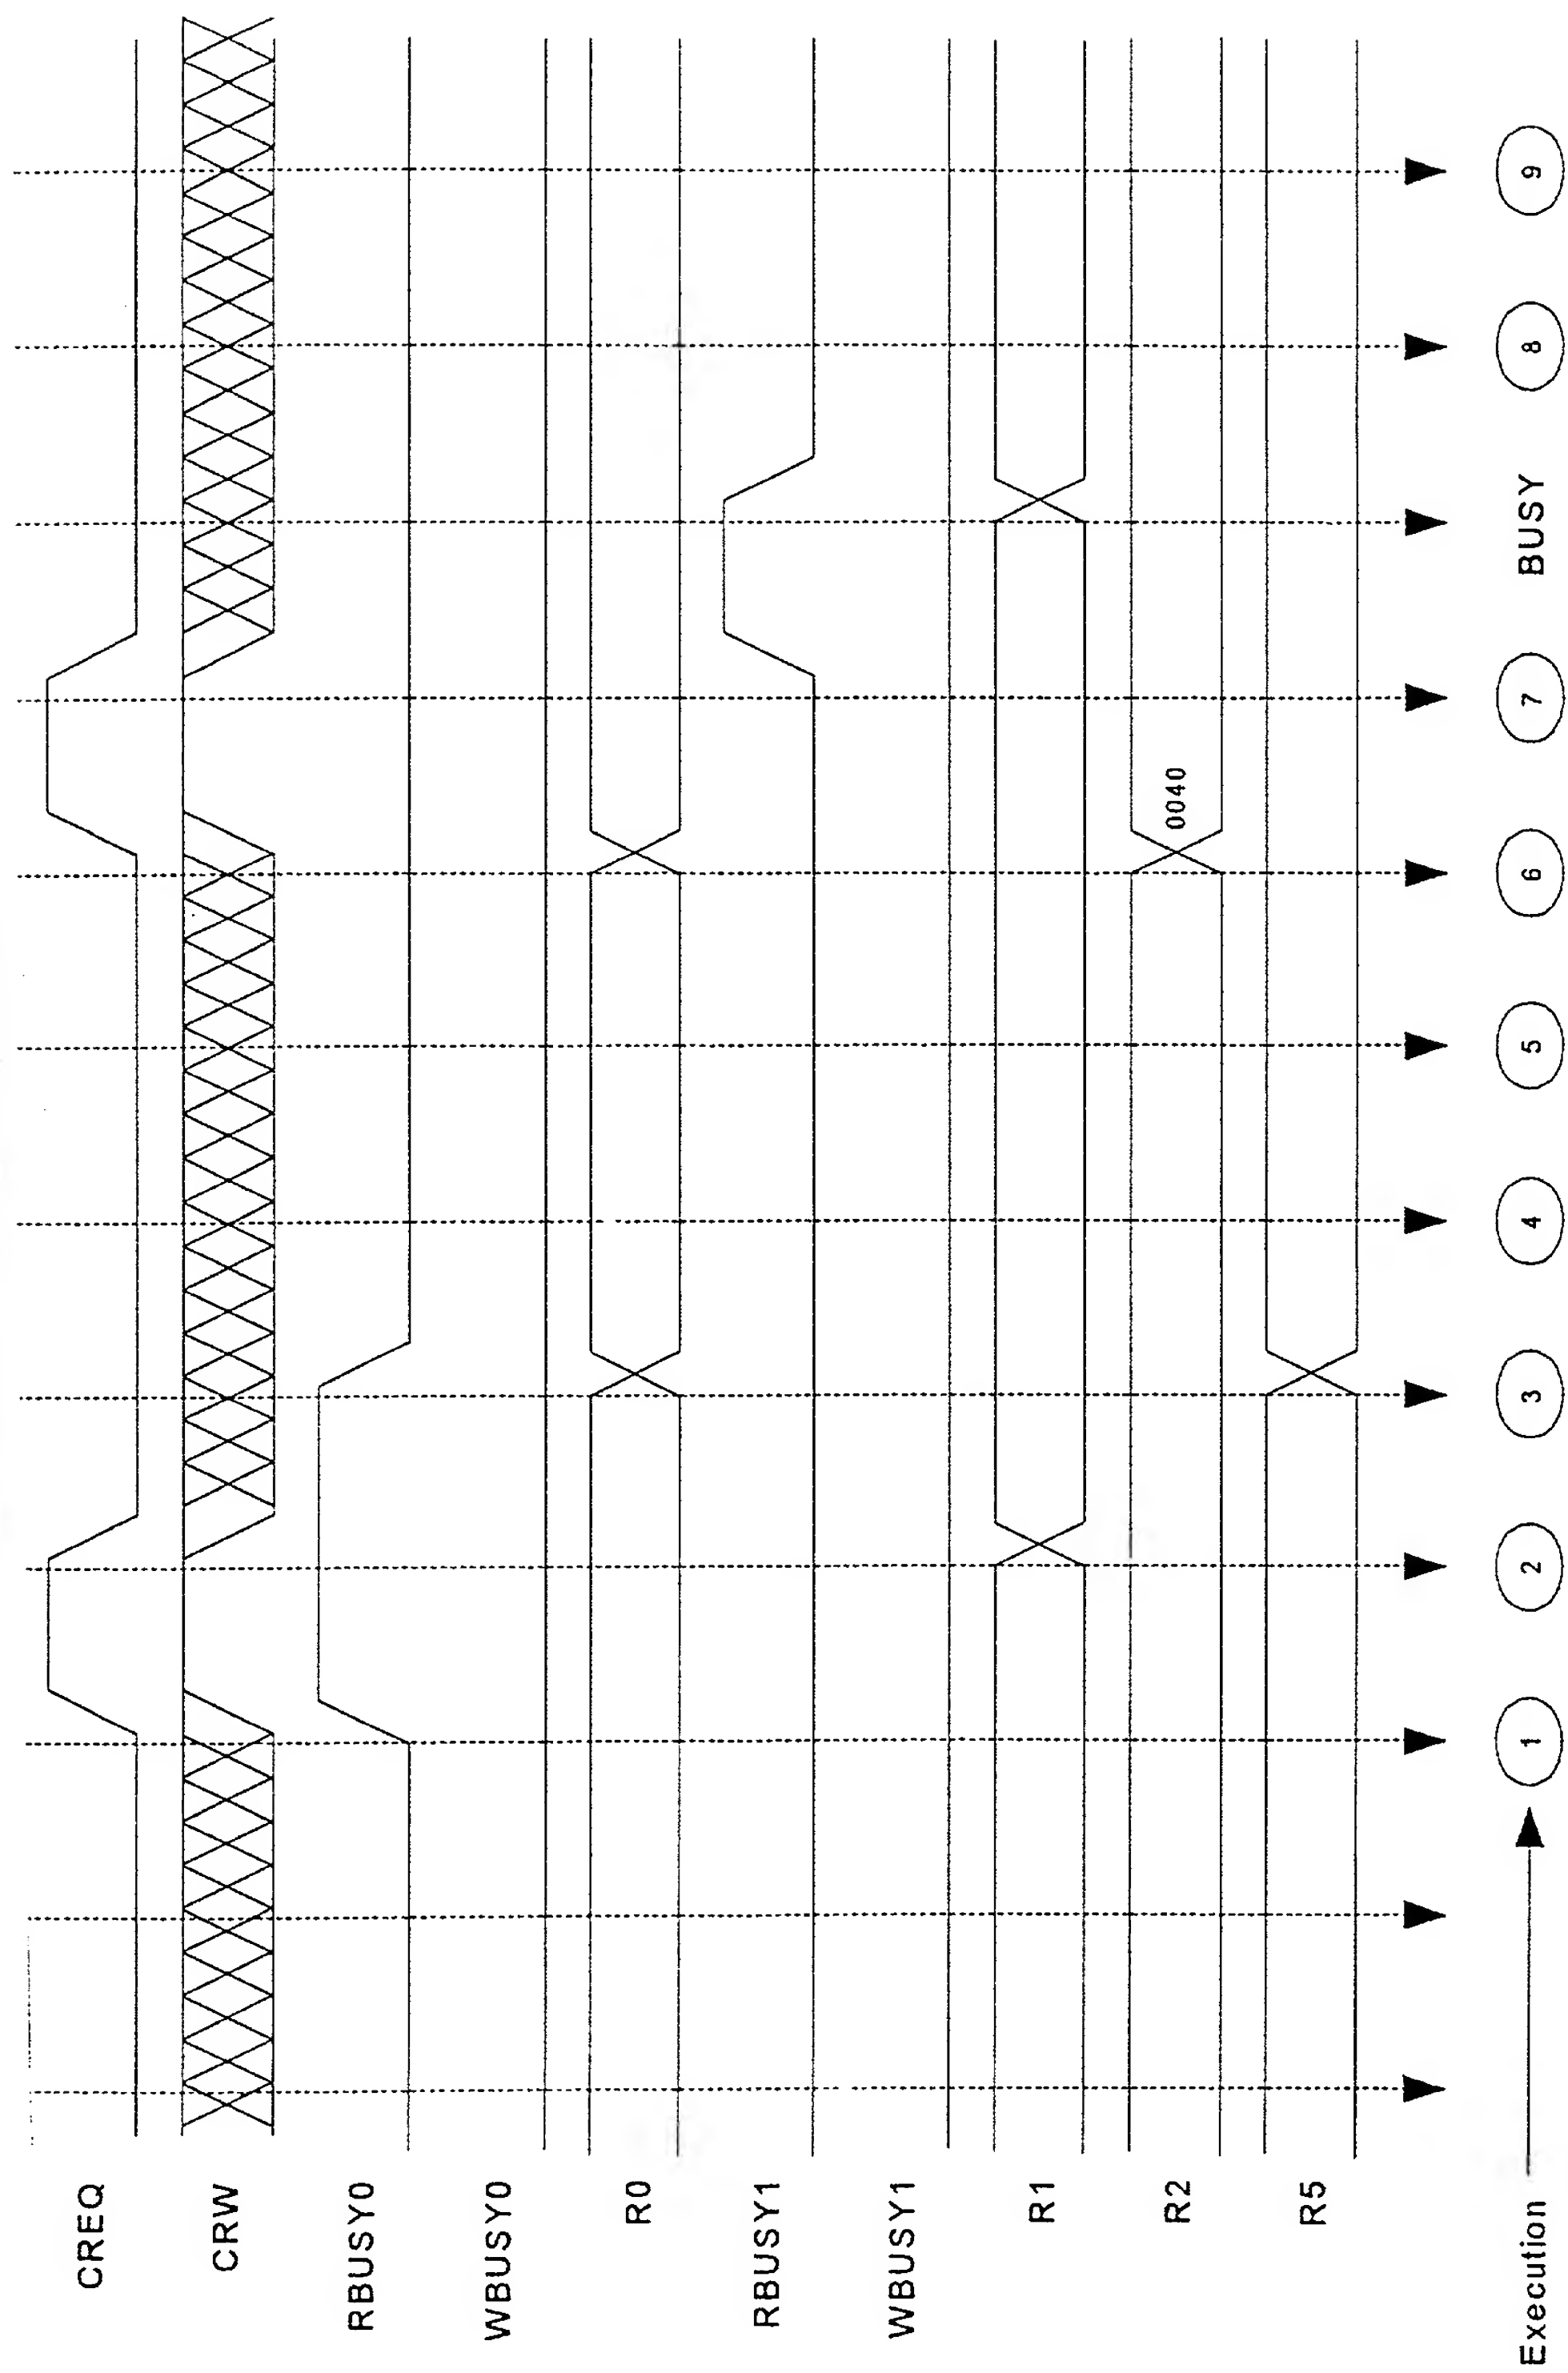 CREQ
CRW
RBUSY0
WBUSY0
R0
RBUSY1
WBUSY1
R1
R2
0040
R5
Execution 1 2 3 4 5 6 7 BUSY 8 9